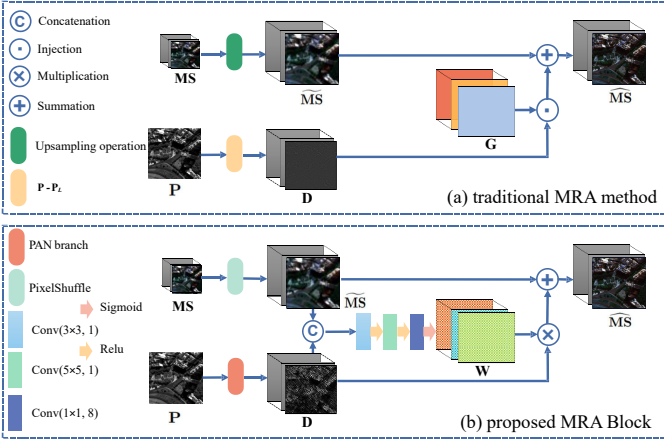 C Concatenation
Injection
Multiplication
Summation
Upsampling operation
P - P_L
MS
M͠S
M̂S
G
P
D
(a) traditional MRA method
PAN branch
PixelShuffle
Sigmoid
Conv(3×3, 1)
Relu
Conv(5×5, 1)
Conv(1×1, 8)
MS
M͠S
M̂S
C
W
P
D
(b) proposed MRA Block